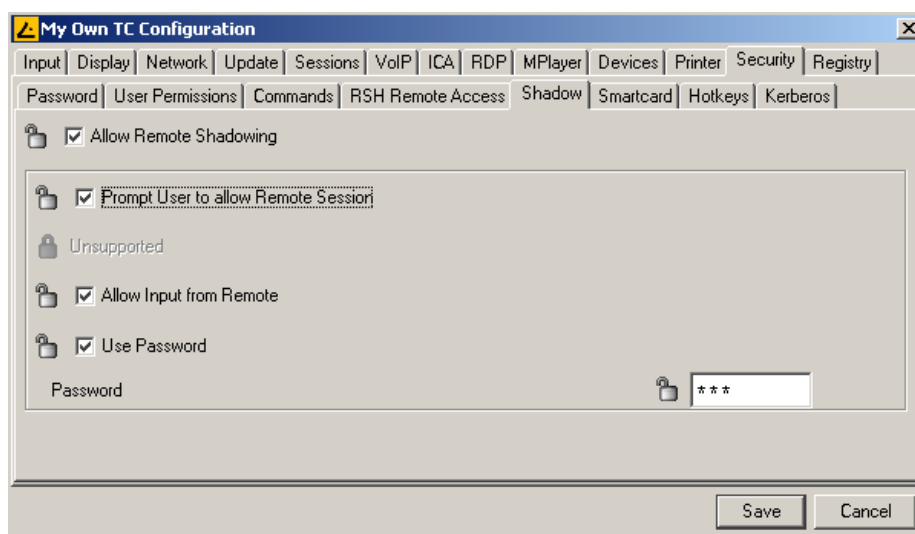 My Own TC Configuration
Input Display Network Update Sessions VoIP ICA RDP MPlayer Devices Printer Security Registry
Password User Permissions Commands RSH Remote Access Shadow Smartcard Hotkeys Kerberos
Allow Remote Shadowing
Prompt User to allow Remote Session
Unsupported
Allow Input from Remote
Use Password
Password ***
Save Cancel